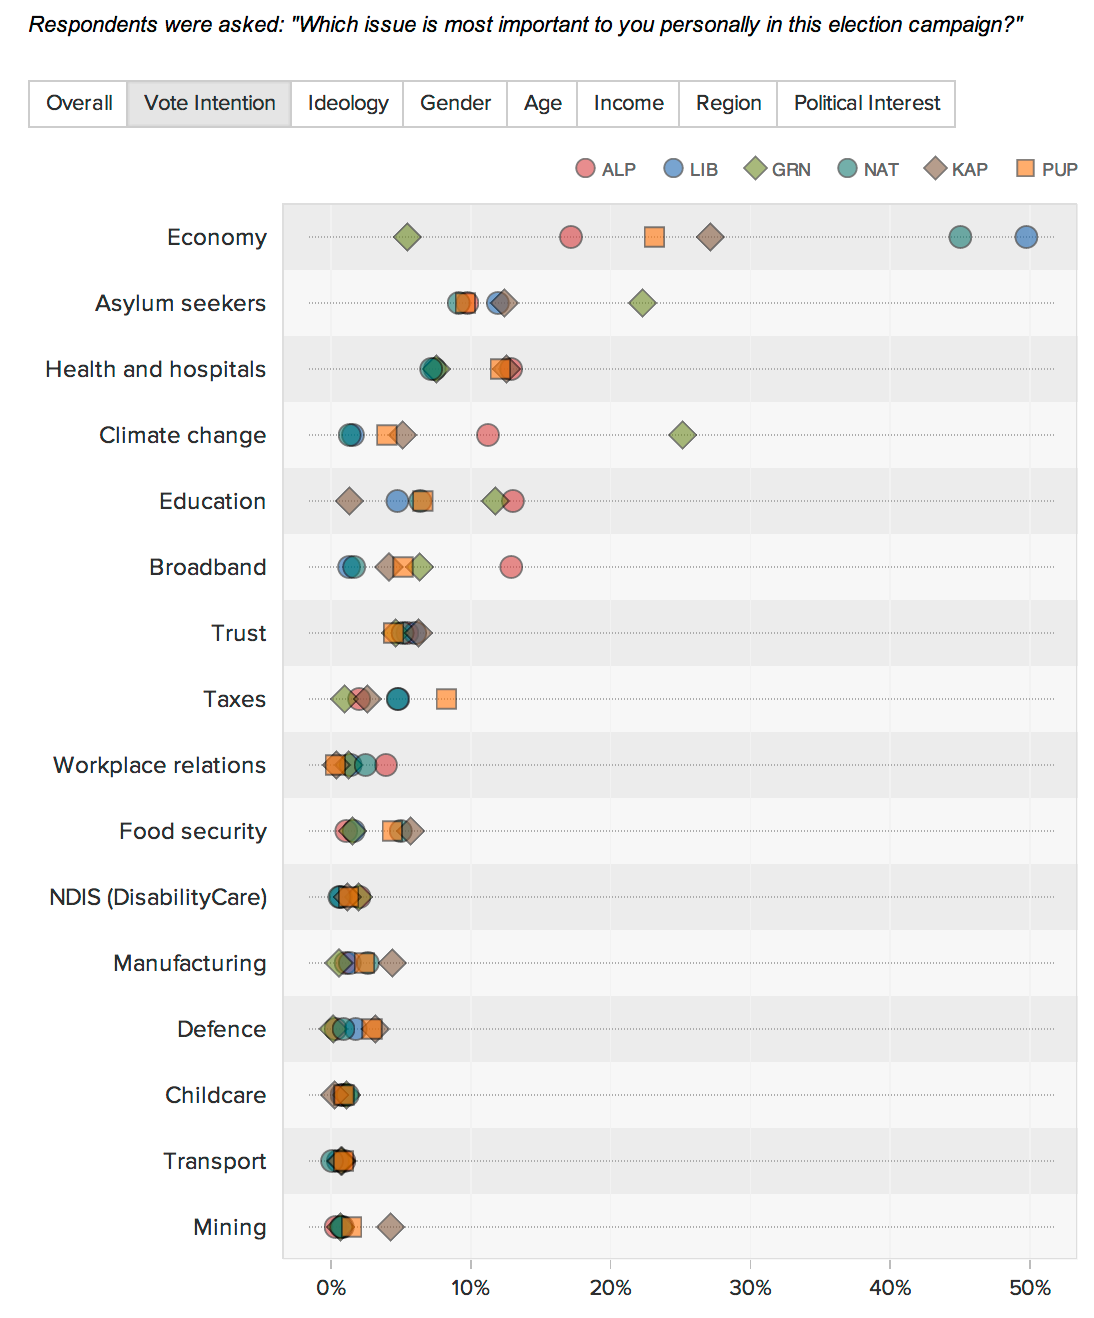 Respondents were asked: "Which issue is most important to you personally in this election campaign?"
Overall Vote Intention Ideology Gender Age Income Region Political Interest
ALP LIB GRN NAT KAP PUP
Economy
Asylum seekers
Health and hospitals
Climate change
Education
Broadband
Trust
Taxes
Workplace relations
Food security
NDIS (DisabilityCare)
Manufacturing
Defence
Childcare
Transport
Mining
0% 10% 20% 30% 40% 50%